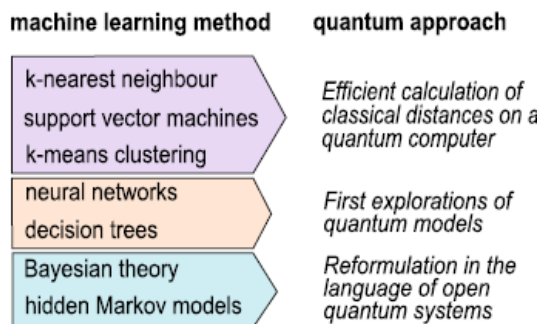 machine learning method
quantum approach
k-nearest neighbour
support vector machines
k-means clustering
Efficient calculation of
classical distances on a
quantum computer
neural networks
decision trees
First explorations of
quantum models
Bayesian theory
hidden Markov models
Reformulation in the
language of open
quantum systems